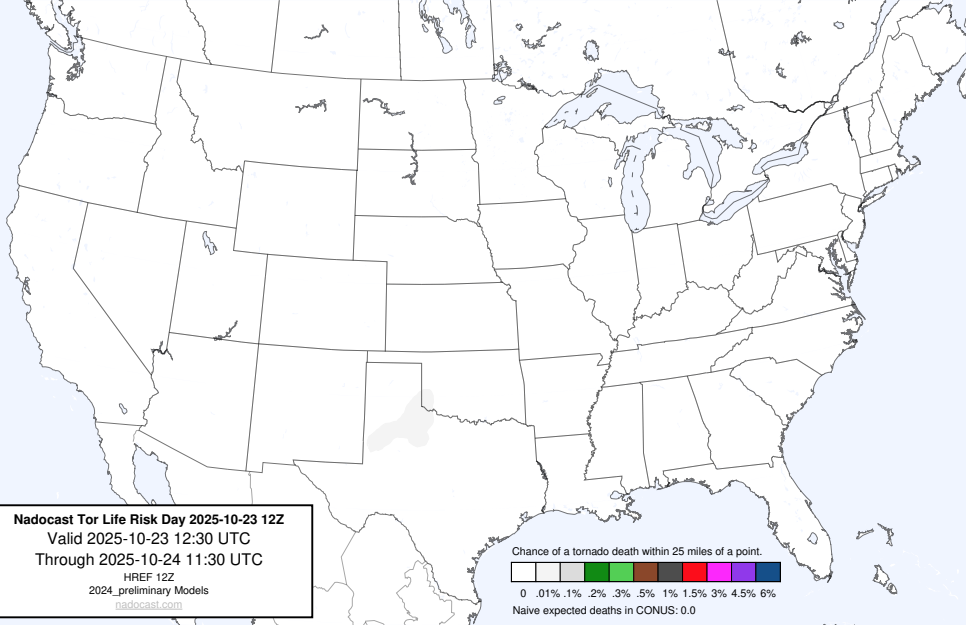 Nadocast Tor Life Risk Day 2025-10-23 12Z
Valid 2025-10-23 12:30 UTC
Through 2025-10-24 11:30 UTC
HREF 12Z
2024_preliminary Models
nadocast.com
Chance of a tornado death within 25 miles of a point.
0 .01% .1% .2% .3% .5% 1% 1.5% 3% 4.5% 6%
Naive expected deaths in CONUS: 0.0